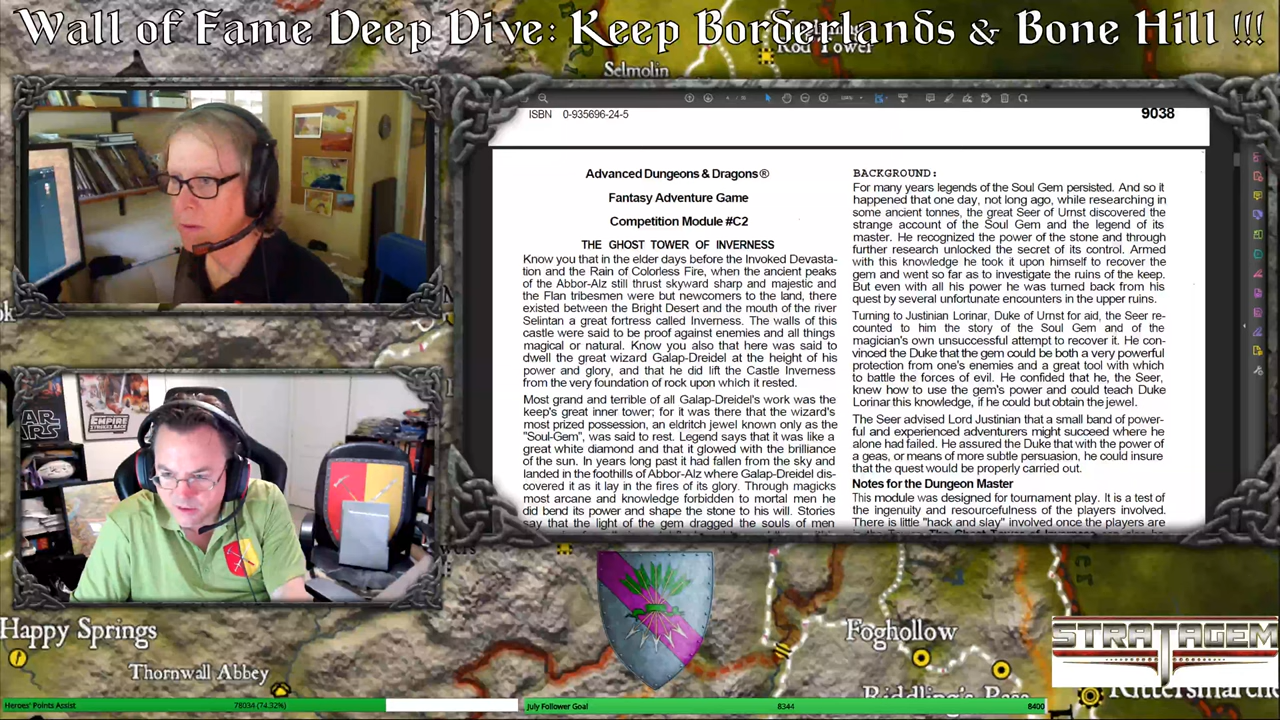 Wall of Fame Deep Dive: Keep Borderlands & Bone Hill !!!
Rod Tower
Selmolin
ISBN 0-935696-24-5
9038
Advanced Dungeons & Dragons®
Fantasy Adventure Game
Competition Module #C2
THE GHOST TOWER OF INVERNESS
Know you that in the elder days before the Invoked Devasta-
tion and the Rain of Colorless Fire, when the ancient peaks
of the Abbor-Alz still thrust skyward sharp and majestic and
the Flan tribesmen were but newcomers to the land, there
existed between the Bright Desert and the mouth of the river
Selintan a great fortress called Inverness. The walls of this
castle were said to be proof against enemies and all things
magical or natural. Know you also that here was said to
dwell the great wizard Galap-Dreidel at the height of his
power and glory, and that he did lift the Castle Inverness
from the very foundation of rock upon which it rested.
Most grand and terrible of all Galap-Dreidel's work was the
keep's great inner tower; for it was there that the wizard's
most prized possession, an eldritch jewel known only as the
"Soul-Gem", was said to rest. Legend says that it was like a
great white diamond and that it glowed with the brilliance
of the sun. In years long past it had fallen from the sky and
landed in the foothills of Abbor-Alz where Galap-Dreidel dis-
covered it as it lay in the fires of its glory. Through magicks
most arcane and knowledge forbidden to mortal men he
did bend its power and shape the stone to his will. Stories
say that the light of the gem dragged the souls of men
BACKGROUND:
For many years legends of the Soul Gem persisted. And so it
happened that one day, not long ago, while researching in
some ancient tonnes, the great Seer of Urnst discovered the
strange account of the Soul Gem and the legend of its
master. He recognized the power of the stone and through
further research unlocked the secret of its control. Armed
with this knowledge he took it upon himself to recover the
gem and went so far as to investigate the ruins of the keep.
But even with all his power he was turned back from his
quest by several unfortunate encounters in the upper ruins.
Turning to Justinian Lorinar, Duke of Urnst for aid, the Seer re-
counted to him the story of the Soul Gem and of the
magician's own unsuccessful attempt to recover it. He con-
vinced the Duke that the gem could be both a very powerful
protection from one's enemies and a great tool with which
to battle the forces of evil. He confided that he, the Seer,
knew how to use the gem's power and could teach Duke
Lorinar this knowledge, if he could but obtain the jewel.
The Seer advised Lord Justinian that a small band of power-
ful and experienced adventurers might succeed where he
alone had failed. He assured the Duke that with the power of
a geas, or means of more subtle persuasion, he could insure
that the quest would be properly carried out.
Notes for the Dungeon Master
This module was designed for tournament play. It is a test of
the ingenuity and resourcefulness of the players involved.
There is little "hack and slay" involved once the players are
STAR
WARS
EMPIRE
Happy Springs
Thornwall Abbey
Foghollow
STRATAGEM
Heroes' Points Assist
78034 (74.32%)
July Follower Goal
8344
8400